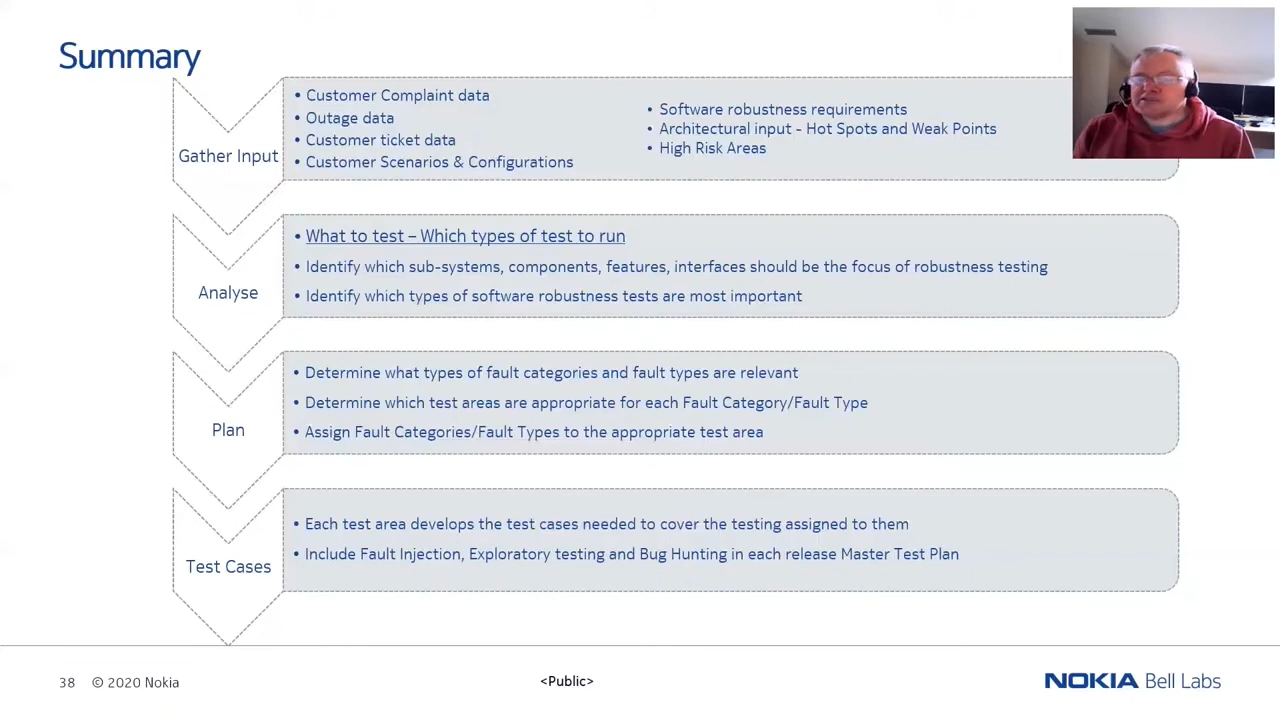 Summary
Gather Input
• Customer Complaint data
• Outage data
• Customer ticket data
• Customer Scenarios & Configurations
• Software robustness requirements
• Architectural input - Hot Spots and Weak Points
• High Risk Areas
Analyse
• What to test – Which types of test to run
• Identify which sub-systems, components, features, interfaces should be the focus of robustness testing
• Identify which types of software robustness tests are most important
Plan
• Determine what types of fault categories and fault types are relevant
• Determine which test areas are appropriate for each Fault Category/Fault Type
• Assign Fault Categories/Fault Types to the appropriate test area
Test Cases
• Each test area develops the test cases needed to cover the testing assigned to them
• Include Fault Injection, Exploratory testing and Bug Hunting in each release Master Test Plan
38 © 2020 Nokia
<Public>
NOKIA Bell Labs